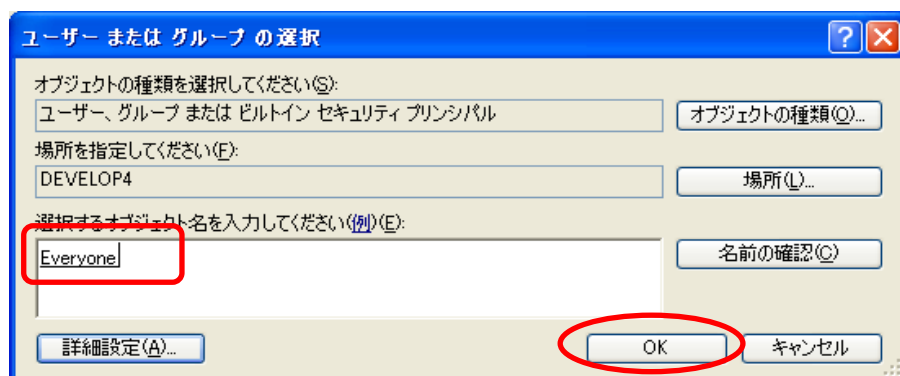 ユーザー または グループ の選択
オブジェクトの種類を選択してください(S):
ユーザー、グループ または ビルトイン セキュリティ プリンシパル
オブジェクトの種類(O)...
場所を指定してください(F):
DEVELOP4
場所(L)...
選択するオブジェクト名を入力してください(例)(E):
Everyone
名前の確認(C)
詳細設定(A)...
OK
キャンセル